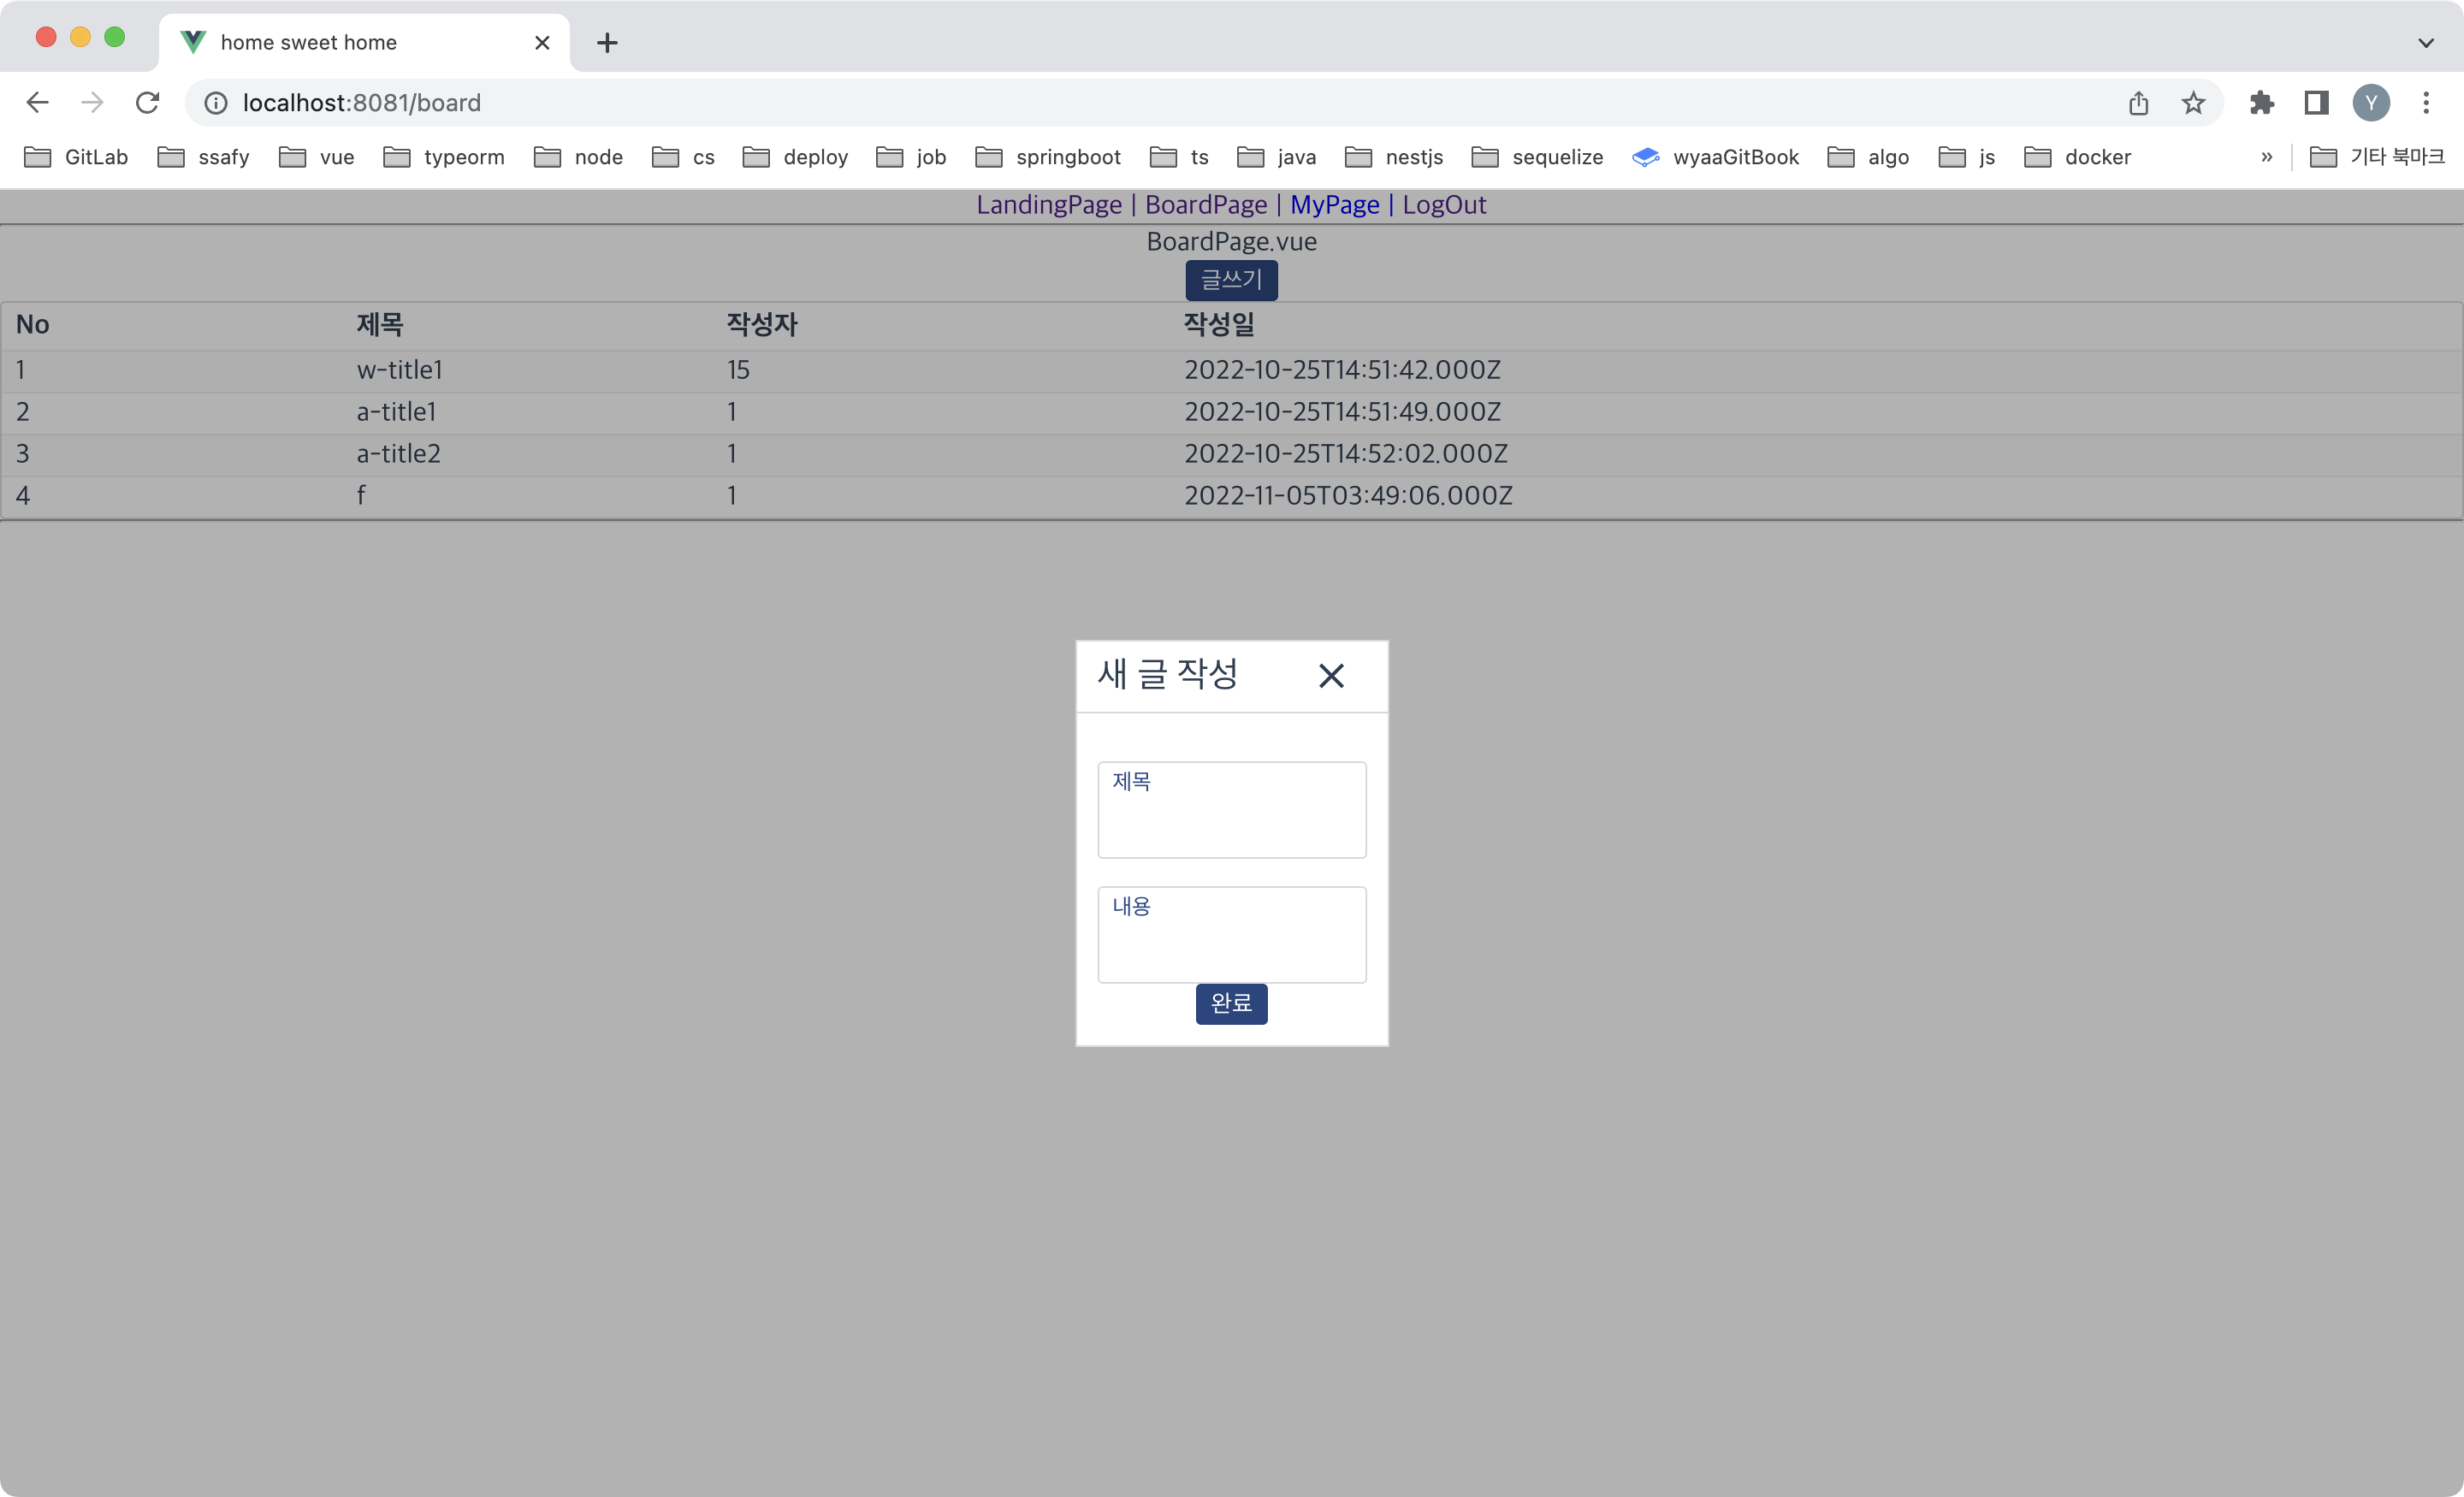 home sweet home
localhost:8081/board
Y
GitLab ssafy vue typeorm node cs deploy job springboot ts java nestjs sequelize wyaaGitBook algo js docker » 기타 북마크
LandingPage | BoardPage | MyPage | LogOut
BoardPage.vue
글쓰기
No 제목 작성자 작성일
1 w-title1 15 2022-10-25T14:51:42.000Z
2 a-title1 1 2022-10-25T14:51:49.000Z
3 a-title2 1 2022-10-25T14:52:02.000Z
4 f 1 2022-11-05T03:49:06.000Z
새 글 작성
제목
내용
완료